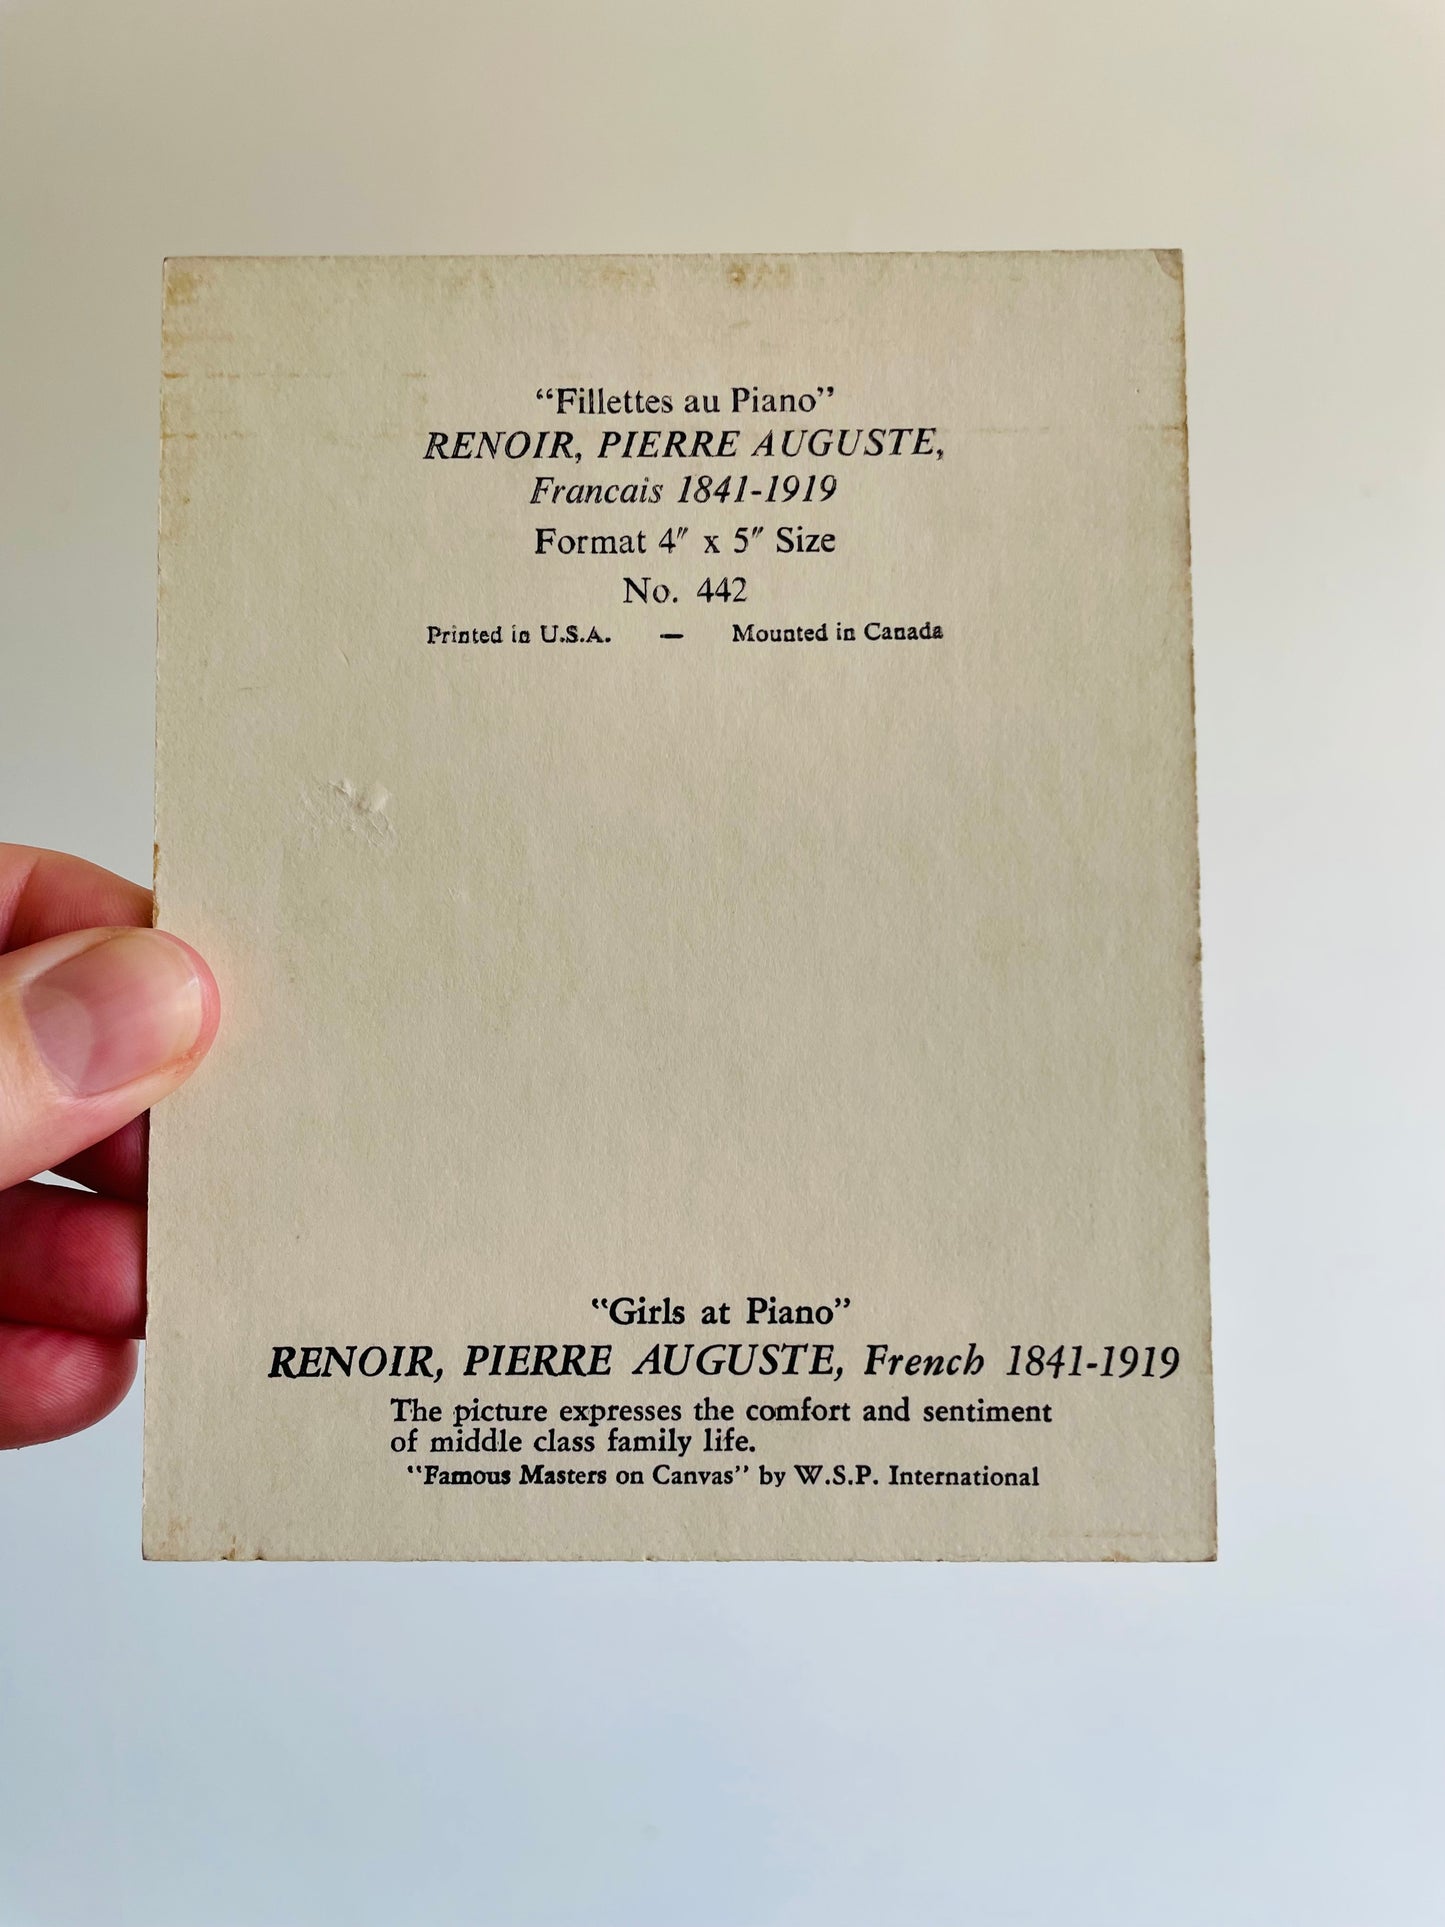 “Fillettes au Piano”
RENOIR, PIERRE AUGUSTE,
Francais 1841-1919
Format 4″ x 5″ Size
No. 442
Printed in U.S.A. — Mounted in Canada
“Girls at Piano”
RENOIR, PIERRE AUGUSTE, French 1841-1919
The picture expresses the comfort and sentiment
of middle class family life.
“Famous Masters on Canvas” by W.S.P. International